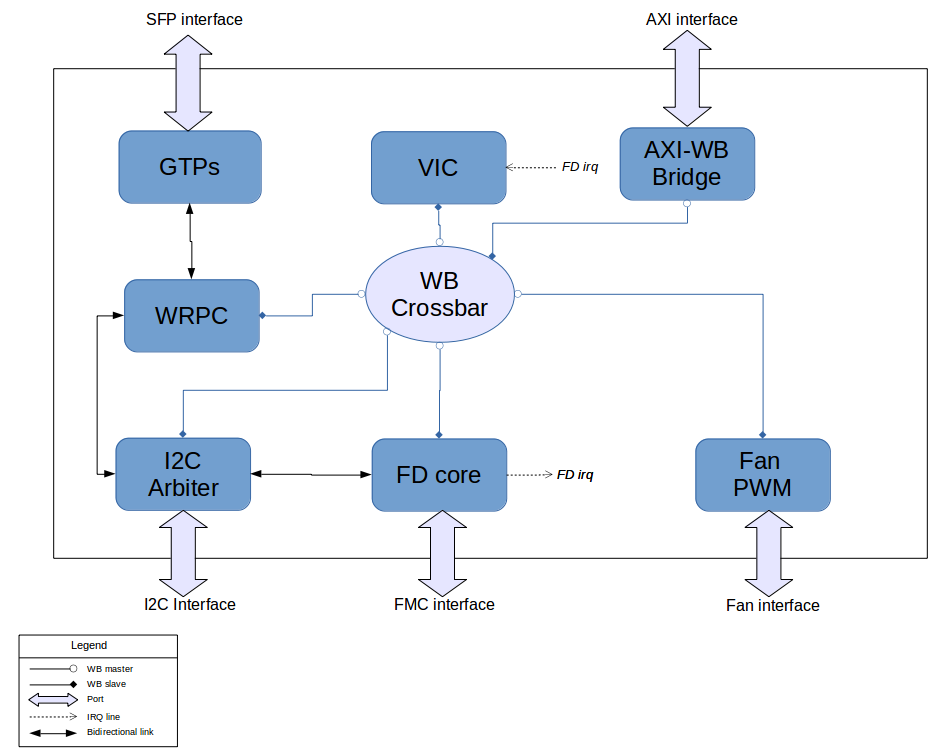 SFP interface
AXI interface
GTPs
VIC
FD irq
AXI-WB
Bridge
WB
Crossbar
WRPC
I2C
Arbiter
FD core
FD irq
Fan
PWM
I2C Interface
FMC interface
Fan interface
Legend
WB master
WB slave
Port
IRQ line
Bidirectional link